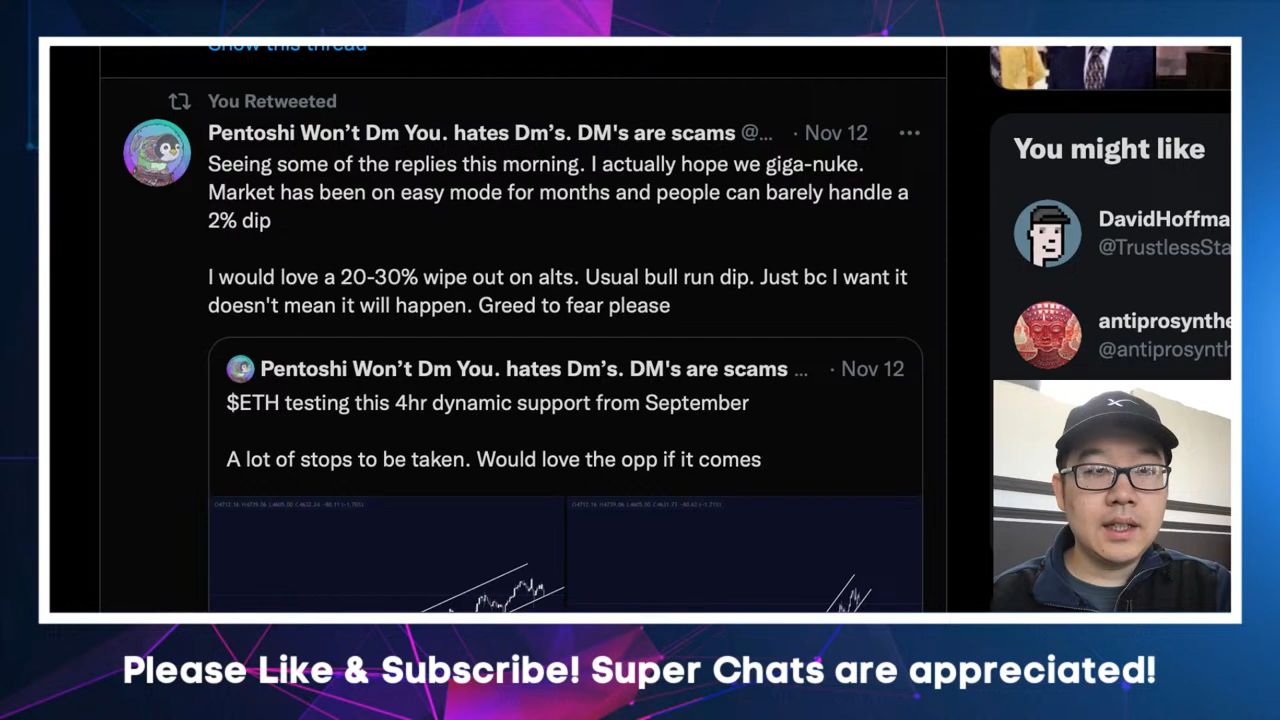 Show this thread
You Retweeted
Pentoshi Won’t Dm You. hates Dm’s. DM's are scams @... · Nov 12 ...
Seeing some of the replies this morning. I actually hope we giga-nuke.
Market has been on easy mode for months and people can barely handle a
2% dip
I would love a 20-30% wipe out on alts. Usual bull run dip. Just bc I want it
doesn't mean it will happen. Greed to fear please
Pentoshi Won’t Dm You. hates Dm’s. DM's are scams ... · Nov 12
$ETH testing this 4hr dynamic support from September
A lot of stops to be taken. Would love the opp if it comes
You might like
DavidHoffma
@TrustlessSta
antiprosynthe
@antiprosynth
Please Like & Subscribe! Super Chats are appreciated!